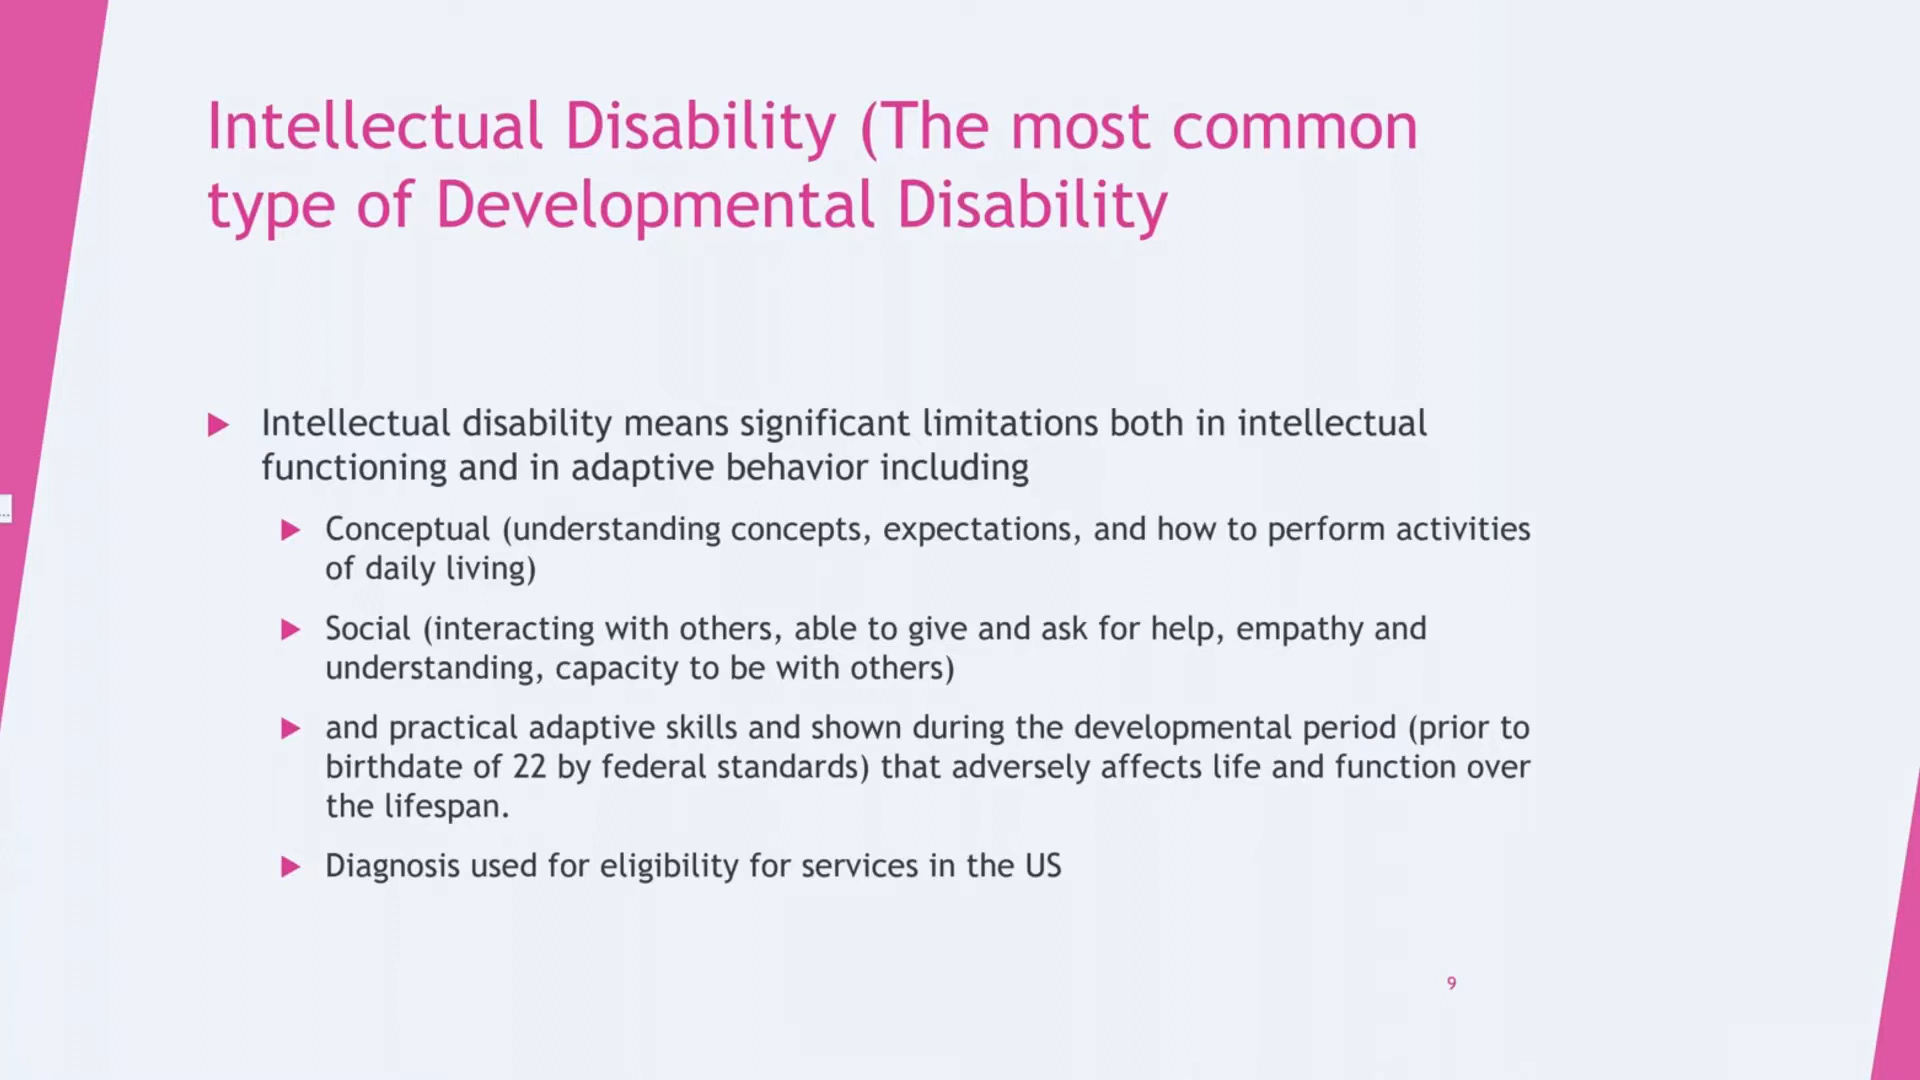 Intellectual Disability (The most common
type of Developmental Disability
Intellectual disability means significant limitations both in intellectual
functioning and in adaptive behavior including
Conceptual (understanding concepts, expectations, and how to perform activities
of daily living)
Social (interacting with others, able to give and ask for help, empathy and
understanding, capacity to be with others)
and practical adaptive skills and shown during the developmental period (prior to
birthdate of 22 by federal standards) that adversely affects life and function over
the lifespan.
Diagnosis used for eligibility for services in the US
9